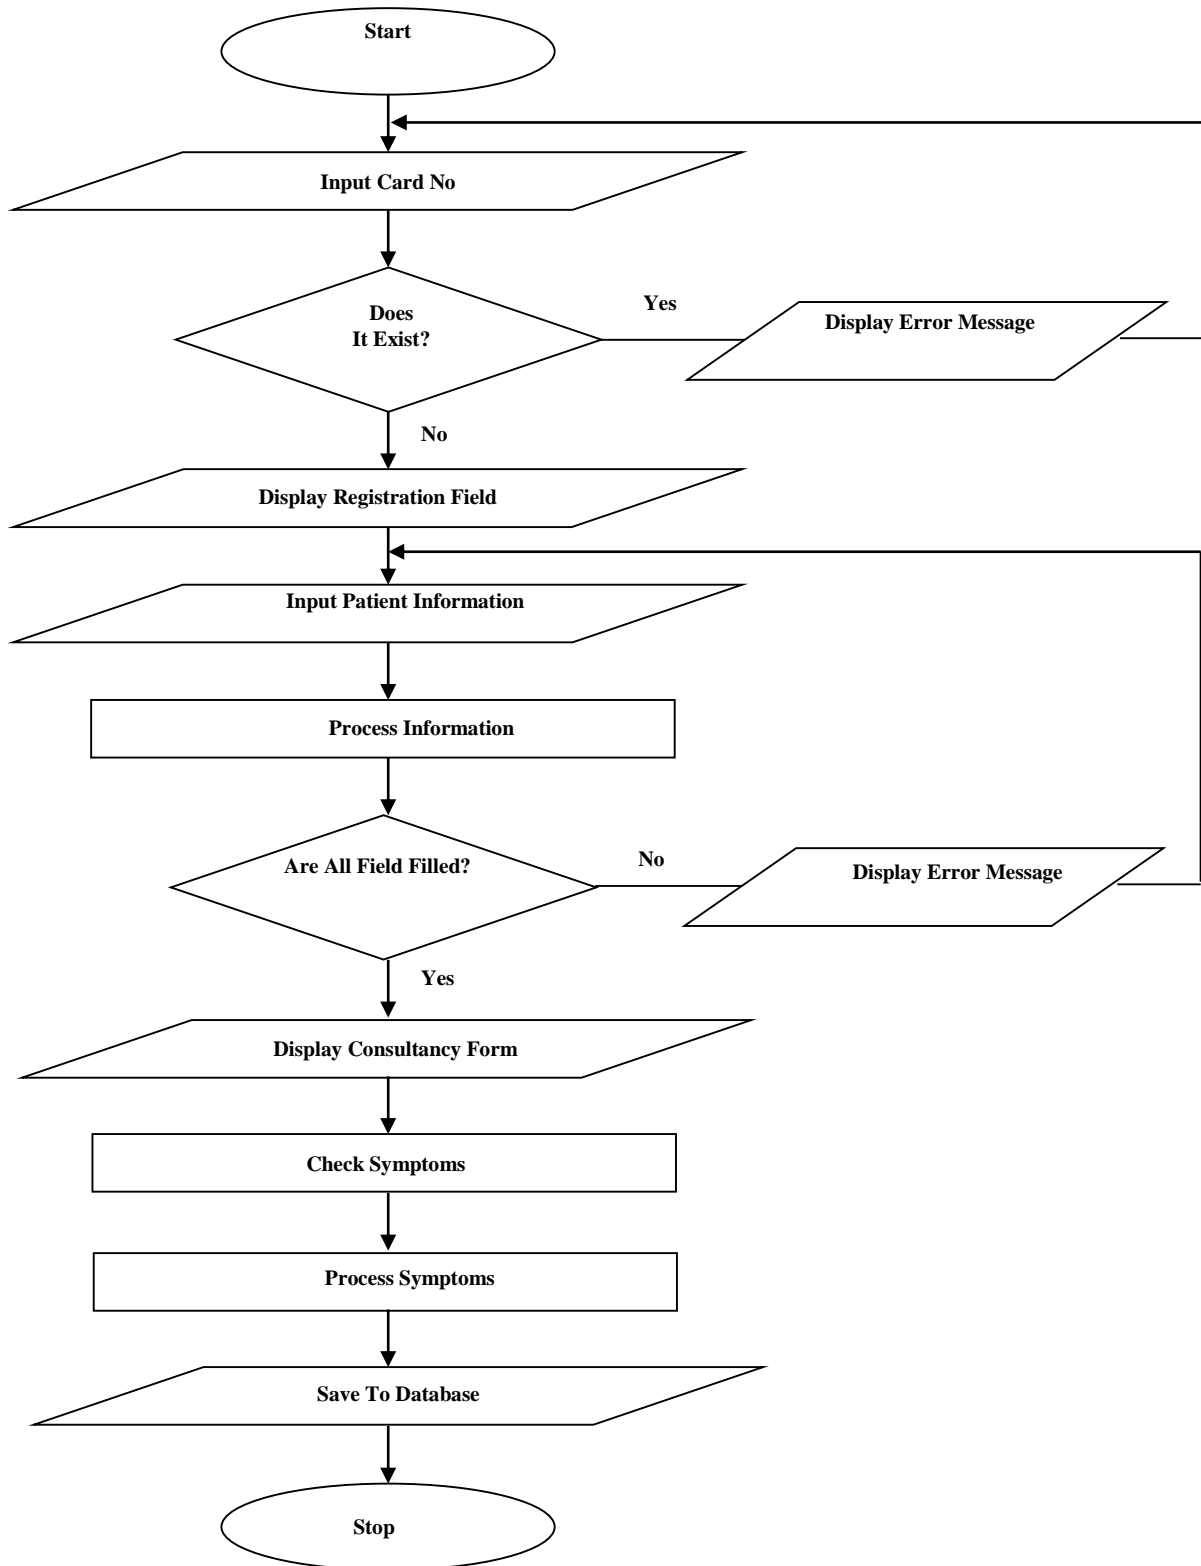 Start
Input Card No
Does
It Exist?
Yes
Display Error Message
No
Display Registration Field
Input Patient Information
Process Information
Are All Field Filled?
No
Display Error Message
Yes
Display Consultancy Form
Check Symptoms
Process Symptoms
Save To Database
Stop